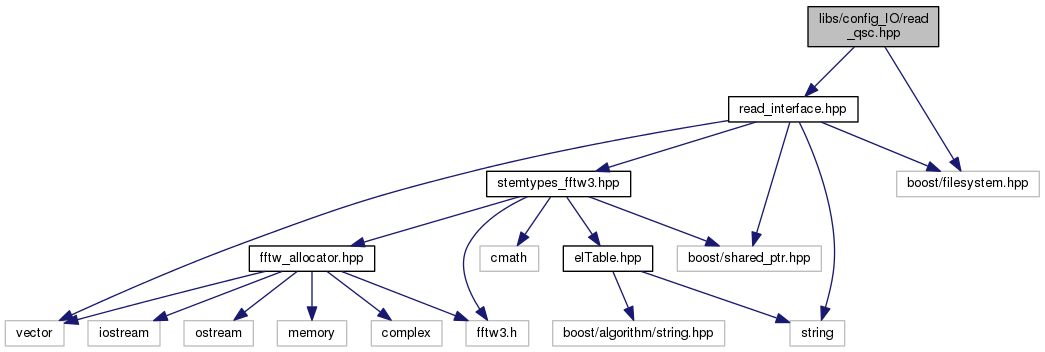 libs/config_IO/read
_qsc.hpp
read_interface.hpp
stemtypes_fftw3.hpp
boost/filesystem.hpp
fftw_allocator.hpp
cmath
elTable.hpp
boost/shared_ptr.hpp
vector
iostream
ostream
memory
complex
fftw3.h
boost/algorithm/string.hpp
string